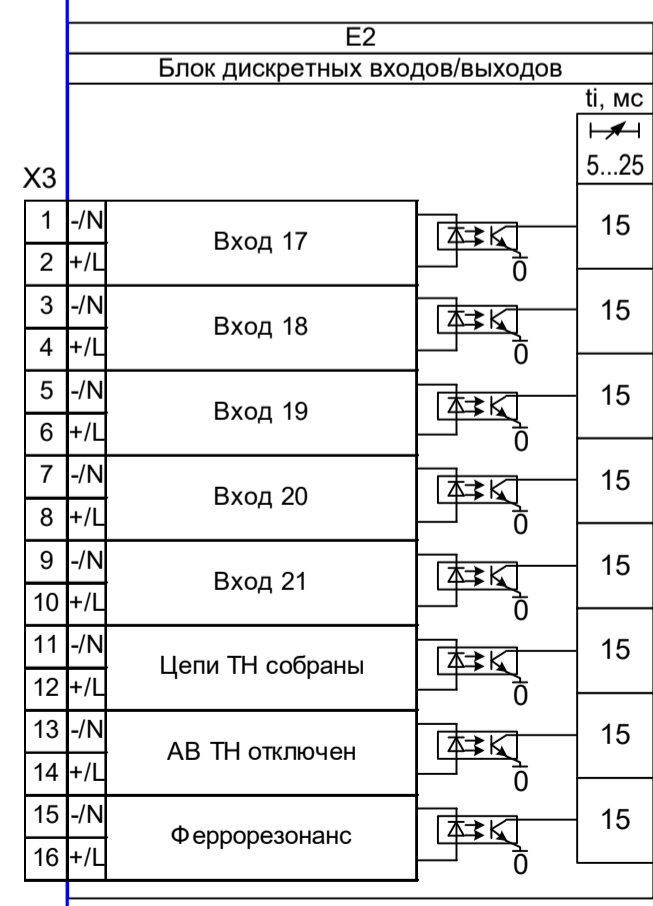 E2
Блок дискретных входов/выходов
ti, мс
5...25
X3
1 -/N Вход 17 15
2 +/L
0
3 -/N Вход 18 15
4 +/L
0
5 -/N Вход 19 15
6 +/L
0
7 -/N Вход 20 15
8 +/L
0
9 -/N Вход 21 15
10 +/L
0
11 -/N Цепи ТН собраны 15
12 +/L
0
13 -/N АВ ТН отключен 15
14 +/L
0
15 -/N Феррорезонанс 15
16 +/L
0